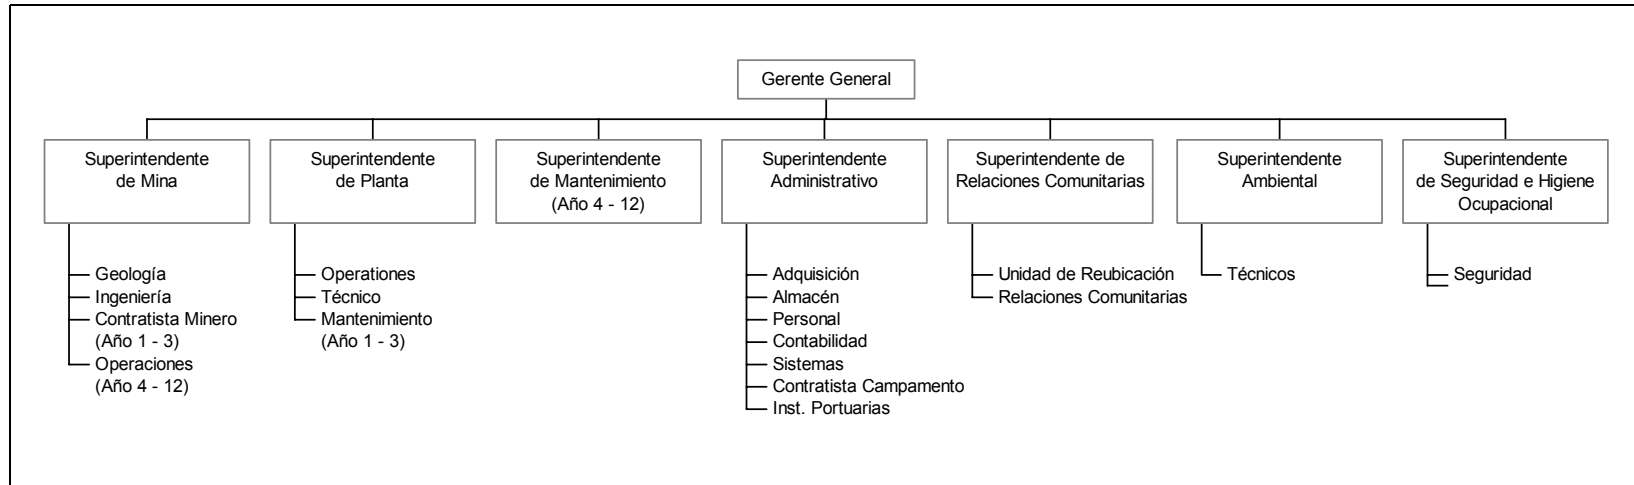 Gerente General
Superintendente
de Mina
Superintendente
de Planta
Superintendente
de Mantenimiento
(Año 4 - 12)
Superintendente
Administrativo
Superintendente de
Relaciones Comunitarias
Superintendente
Ambiental
Superintendente
de Seguridad e Higiene
Ocupacional
Geología
Ingeniería
Contratista Minero
(Año 1 - 3)
Operaciones
(Año 4 - 12)
Operationes
Técnico
Mantenimiento
(Año 1 - 3)
Adquisición
Almacén
Personal
Contabilidad
Sistemas
Contratista Campamento
Inst. Portuarias
Unidad de Reubicación
Relaciones Comunitarias
Técnicos
Seguridad